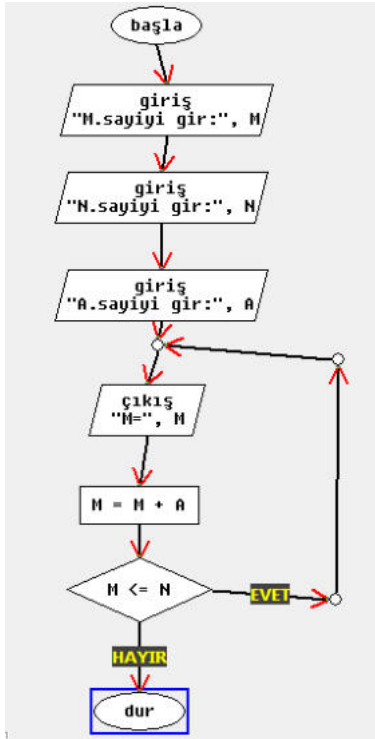 başla
giriş
"M.sayiyi gir:", M
giriş
"N.sayiyi gir:", N
giriş
"A.sayiyi gir:", A
çıkış
"M=", M
M = M + A
M <= N
EVET
HAYIR
dur